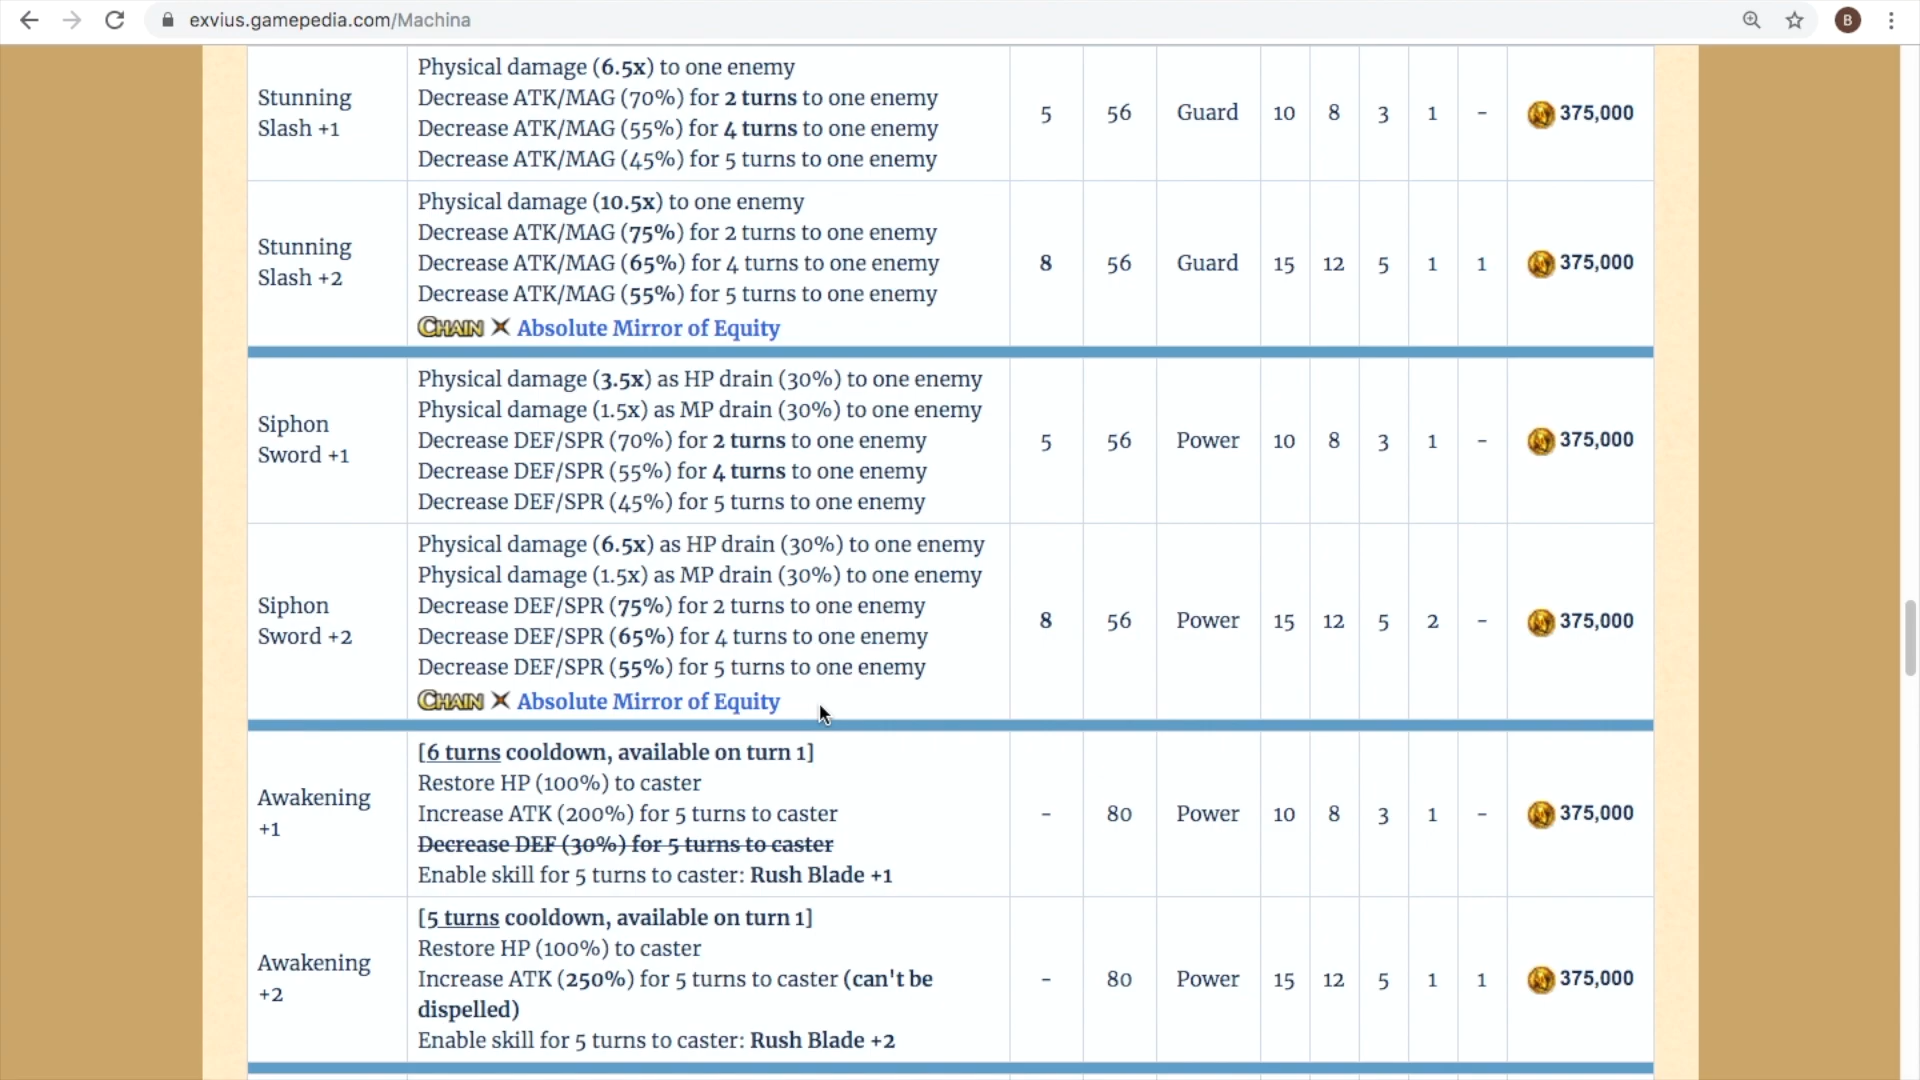 exvius.gamepedia.com/Machina
B
Stunning
Slash +1
Physical damage (6.5x) to one enemy
Decrease ATK/MAG (70%) for 2 turns to one enemy
Decrease ATK/MAG (55%) for 4 turns to one enemy
Decrease ATK/MAG (45%) for 5 turns to one enemy
5 56 Guard 10 8 3 1 - 375,000
Stunning
Slash +2
Physical damage (10.5x) to one enemy
Decrease ATK/MAG (75%) for 2 turns to one enemy
Decrease ATK/MAG (65%) for 4 turns to one enemy
Decrease ATK/MAG (55%) for 5 turns to one enemy
CHAIN Absolute Mirror of Equity
8 56 Guard 15 12 5 1 1 375,000
Siphon
Sword +1
Physical damage (3.5x) as HP drain (30%) to one enemy
Physical damage (1.5x) as MP drain (30%) to one enemy
Decrease DEF/SPR (70%) for 2 turns to one enemy
Decrease DEF/SPR (55%) for 4 turns to one enemy
Decrease DEF/SPR (45%) for 5 turns to one enemy
5 56 Power 10 8 3 1 - 375,000
Siphon
Sword +2
Physical damage (6.5x) as HP drain (30%) to one enemy
Physical damage (1.5x) as MP drain (30%) to one enemy
Decrease DEF/SPR (75%) for 2 turns to one enemy
Decrease DEF/SPR (65%) for 4 turns to one enemy
Decrease DEF/SPR (55%) for 5 turns to one enemy
CHAIN Absolute Mirror of Equity
8 56 Power 15 12 5 2 - 375,000
Awakening
+1
[6 turns cooldown, available on turn 1]
Restore HP (100%) to caster
Increase ATK (200%) for 5 turns to caster
Decrease DEF (30%) for 5 turns to caster
Enable skill for 5 turns to caster: Rush Blade +1
- 80 Power 10 8 3 1 - 375,000
Awakening
+2
[5 turns cooldown, available on turn 1]
Restore HP (100%) to caster
Increase ATK (250%) for 5 turns to caster (can't be
dispelled)
Enable skill for 5 turns to caster: Rush Blade +2
- 80 Power 15 12 5 1 1 375,000